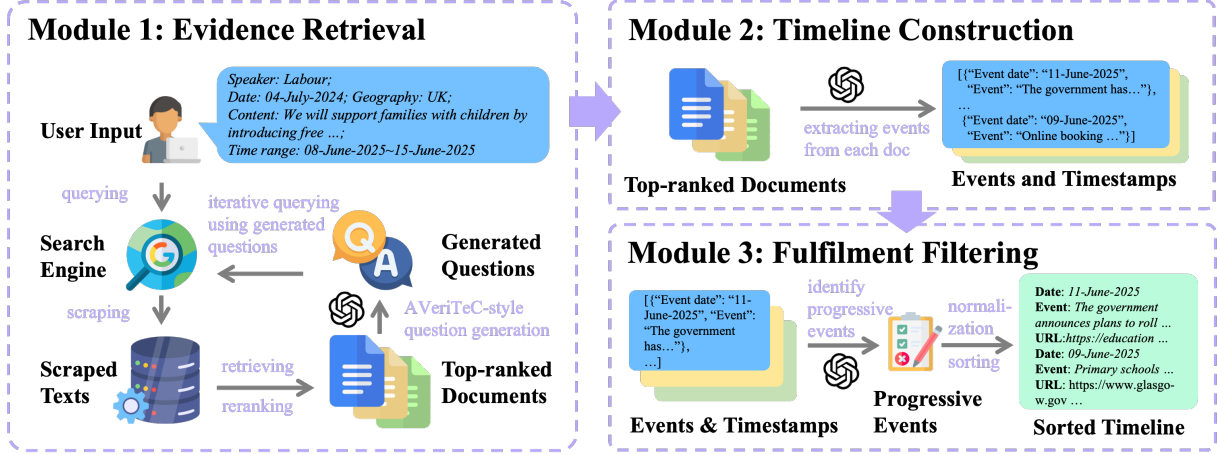 Module 1: Evidence Retrieval
Speaker: Labour;
Date: 04-July-2024; Geography: UK;
Content: We will support families with children by
introducing free ...;
Time range: 08-June-2025~15-June-2025
User Input
querying
iterative querying
using generated
questions
Search
Engine
G
Q
A
Generated
Questions
scraping
AVeriTeC-style
question generation
Scraped
Texts
retrieving
reranking
Top-ranked
Documents
Module 2: Timeline Construction
extracting events
from each doc
[{“Event date”: “11-June-2025”,
“Event”: “The government has…”},
…
{“Event date”: “09-June-2025”,
“Event”: “Online booking …”}]
Top-ranked Documents
Events and Timestamps
Module 3: Fulfilment Filtering
[{“Event date”: “11-
June-2025”, “Event”:
“The government
has…”},
…]
Events & Timestamps
identify
progressive
events
Progressive
Events
normali-
zation
sorting
Date: 11-June-2025
Event: The government
announces plans to roll …
URL:https://education …
Date: 09-June-2025
Event: Primary schools …
URL: https://www.glasgo-
w.gov …
Sorted Timeline